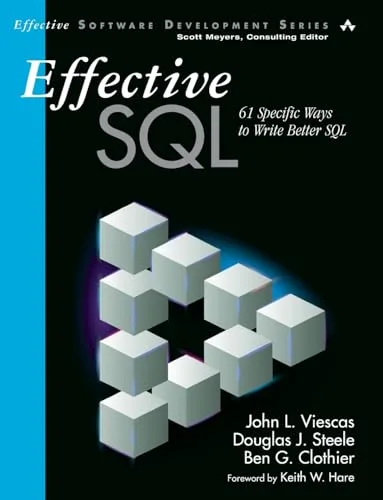 Effective Software Development Series
Scott Meyers, Consulting Editor
Effective
SQL
61 Specific Ways
to Write Better SQL
John L. Viescas
Douglas J. Steele
Ben G. Clothier
Foreword by Keith W. Hare